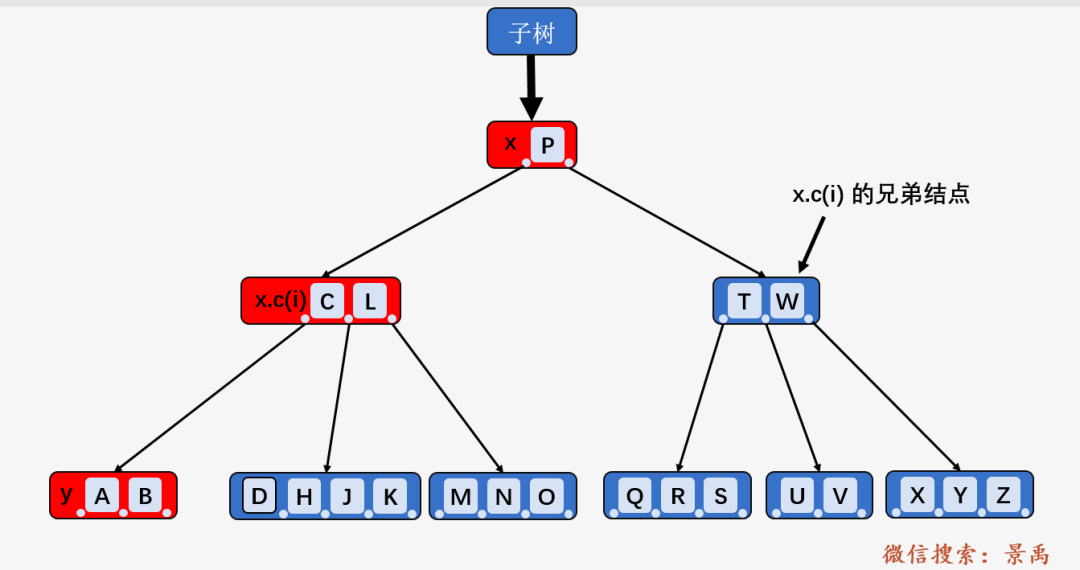 子树
x P
x.c(i) 的兄弟结点
x.c(i) C L
T W
y A B
D H J K
M N O
Q R S
U V
X Y Z
微信搜索：景禹